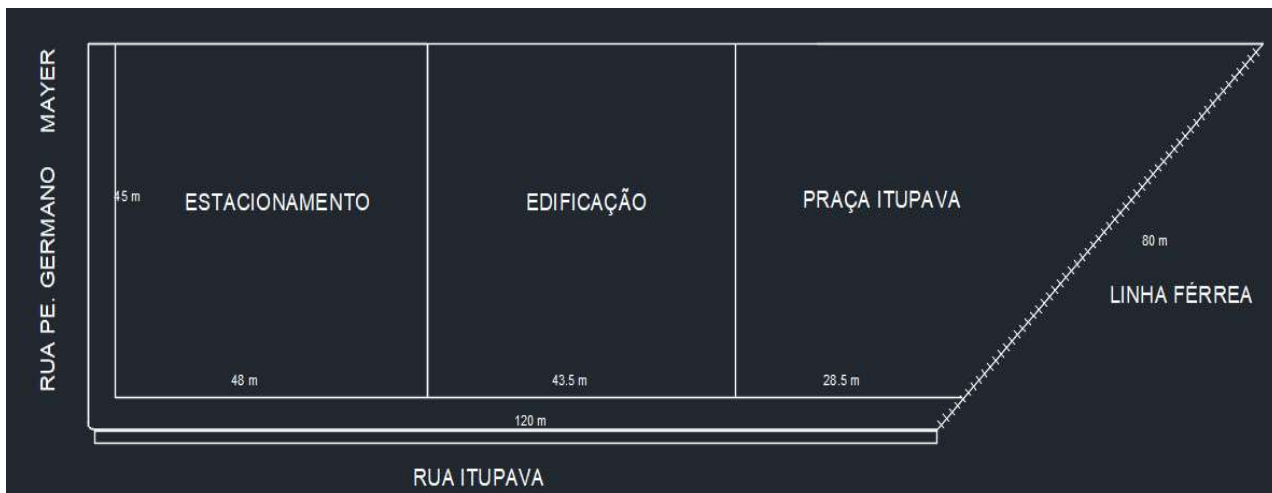 RUA PE. GERMANO MAYER
45 m
ESTACIONAMENTO
EDIFICAÇÃO
PRAÇA ITUPAVA
80 m
LINHA FÉRREA
48 m
43.5 m
28.5 m
120 m
RUA ITUPAVA